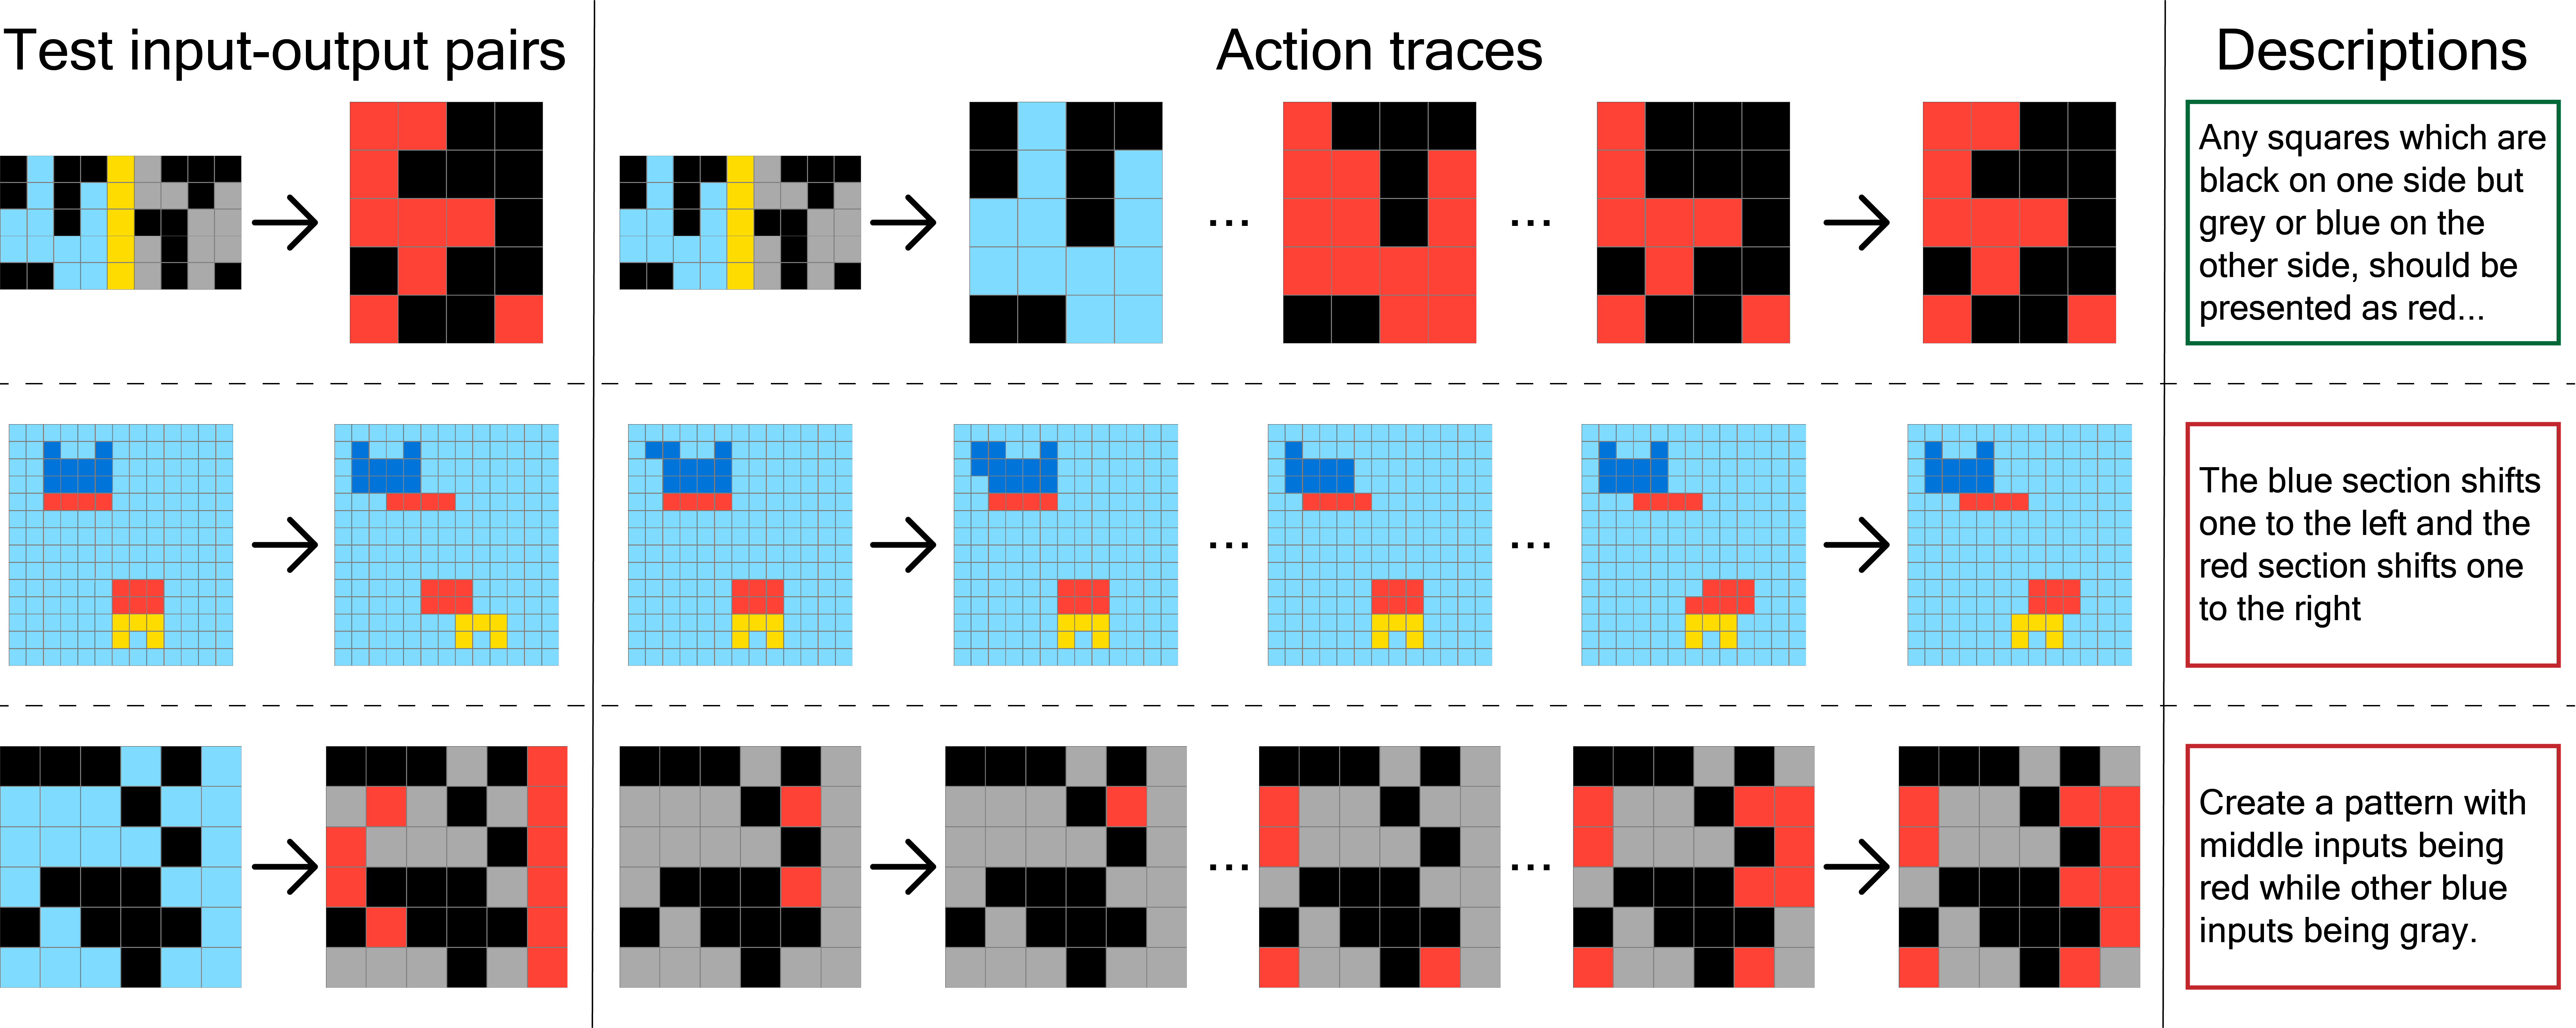 Test input-output pairs
Action traces
Descriptions
Any squares which are
black on one side but
grey or blue on the
other side, should be
presented as red...
...
...
The blue section shifts
one to the left and the
red section shifts one
to the right
...
...
Create a pattern with
middle inputs being
red while other blue
inputs being gray.
...
...